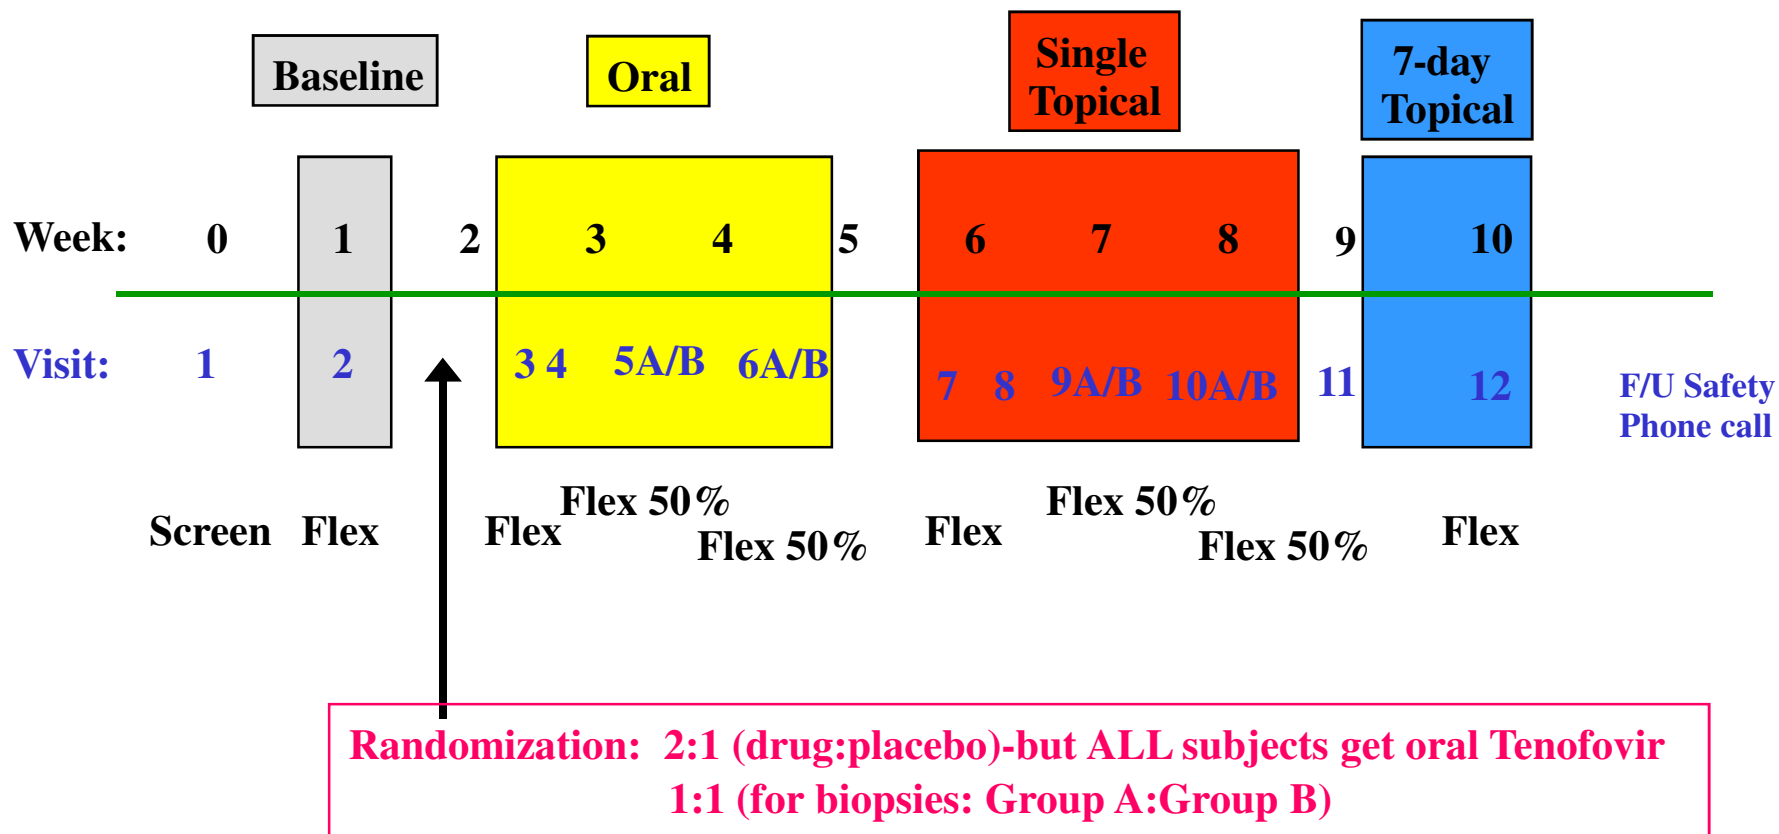 Baseline
Oral
Single
Topical
7-day
Topical
Week: 0 1 2 3 4 5 6 7 8 9 10
Visit: 1 2 3 4 5A/B 6A/B 7 8 9A/B 10A/B 11 12
F/U Safety
Phone call
Screen Flex Flex Flex 50% Flex 50% Flex Flex 50% Flex 50% Flex
Randomization: 2:1 (drug:placebo)-but ALL subjects get oral Tenofovir
1:1 (for biopsies: Group A:Group B)